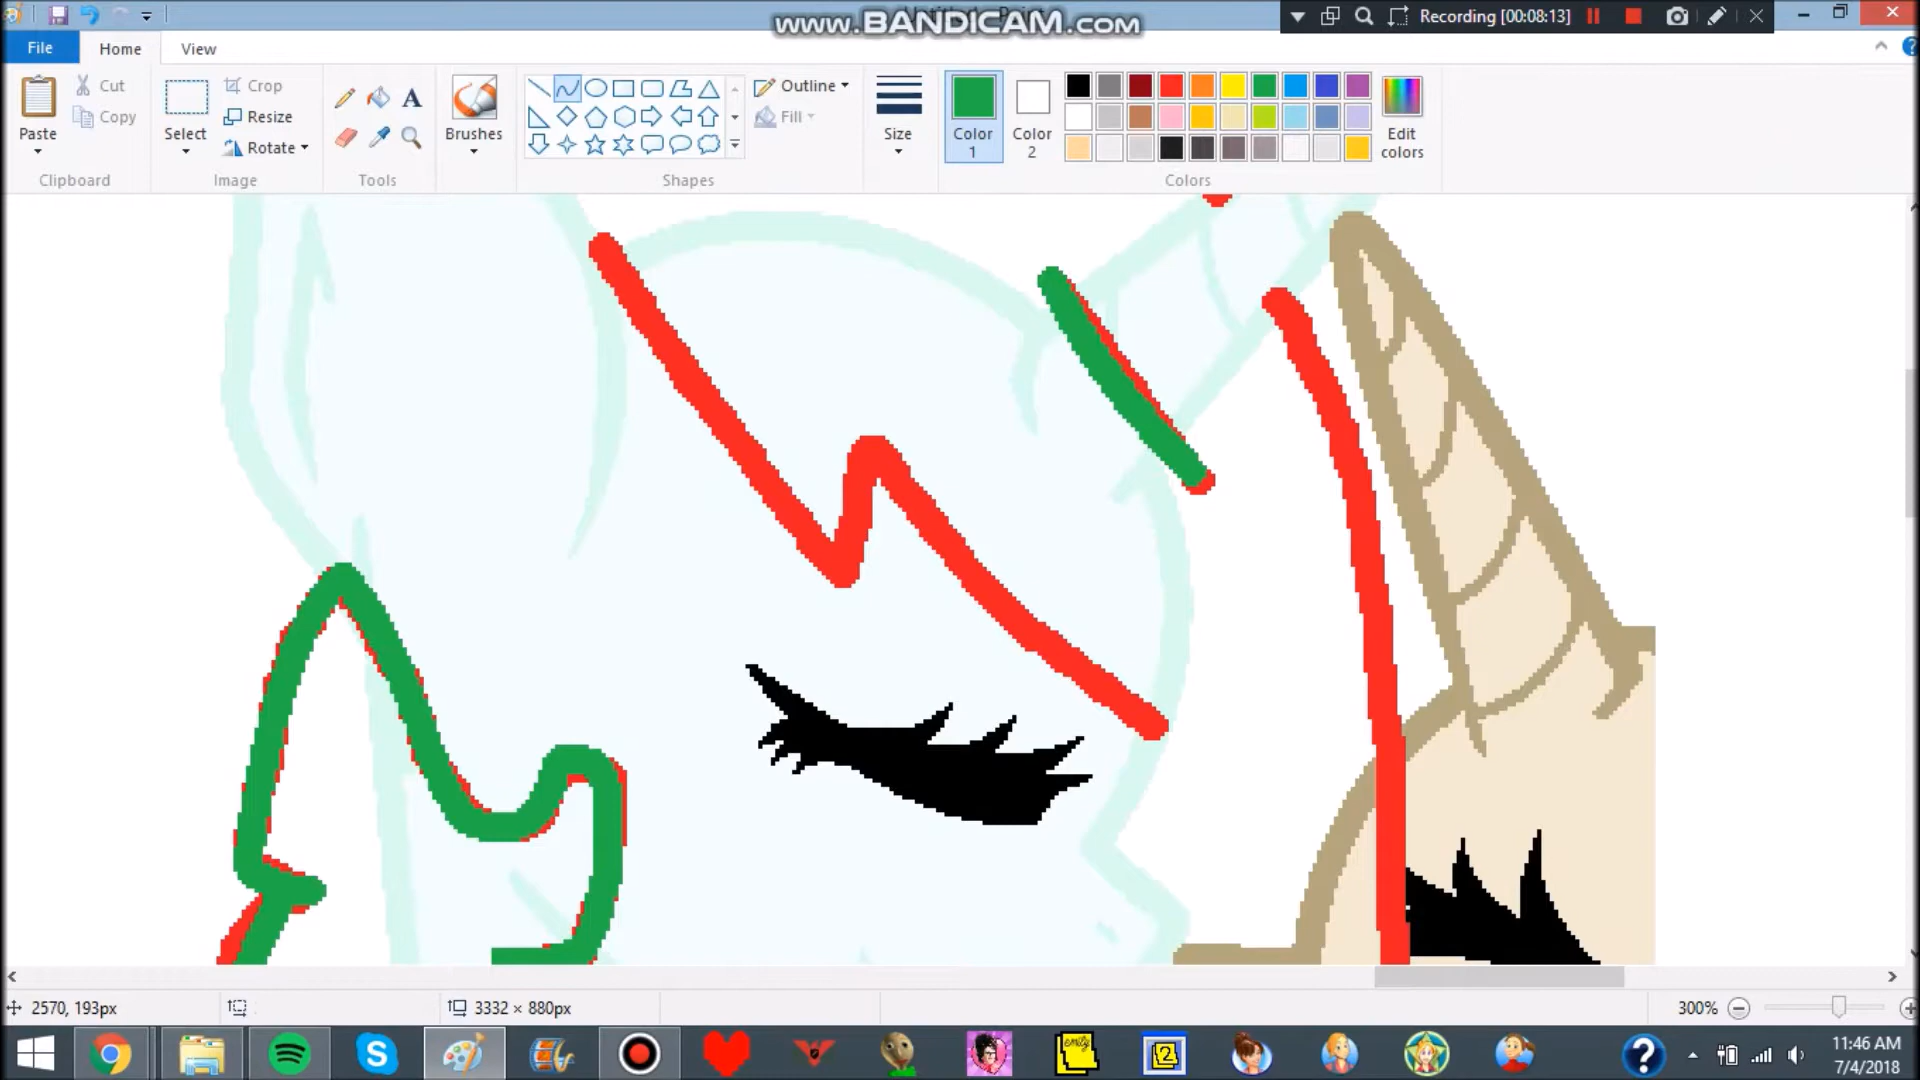 www.BANDICAM.com
Recording [00:08:13]
File
Home
View
Paste
Cut
Copy
Clipboard
Select
Crop
Resize
Rotate
Image
A
Tools
Brushes
Shapes
Outline
Fill
Size
Color 1
Color 2
Edit colors
Colors
2570, 193px
3332 × 880px
300%
emily
2
?
11:46 AM
7/4/2018